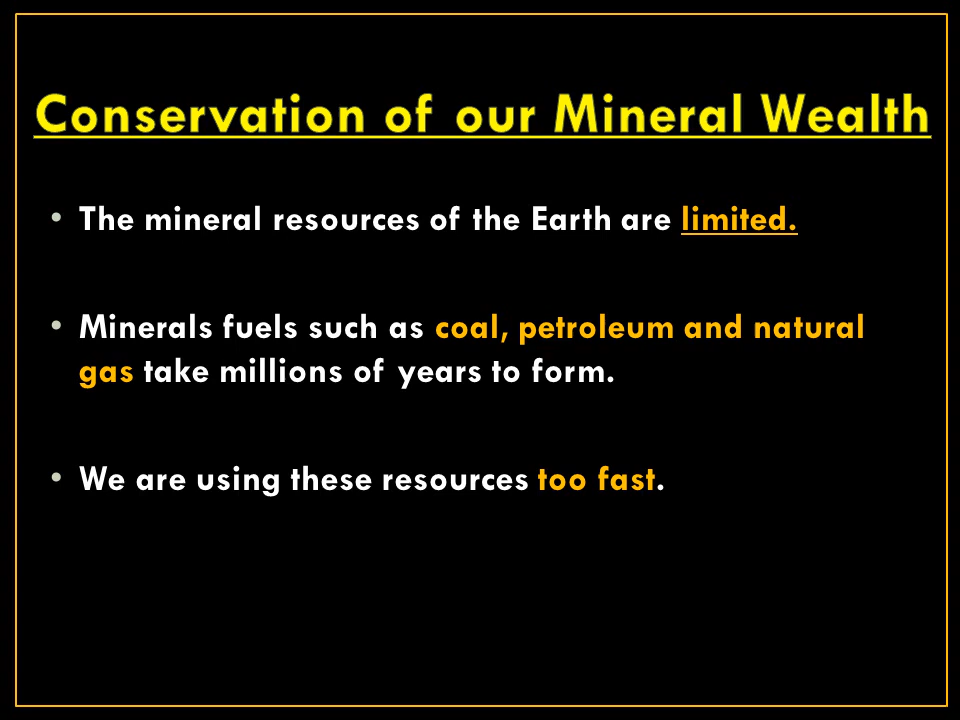 Conservation of our Mineral Wealth
• The mineral resources of the Earth are limited.
• Minerals fuels such as coal, petroleum and natural
gas take millions of years to form.
• We are using these resources too fast.